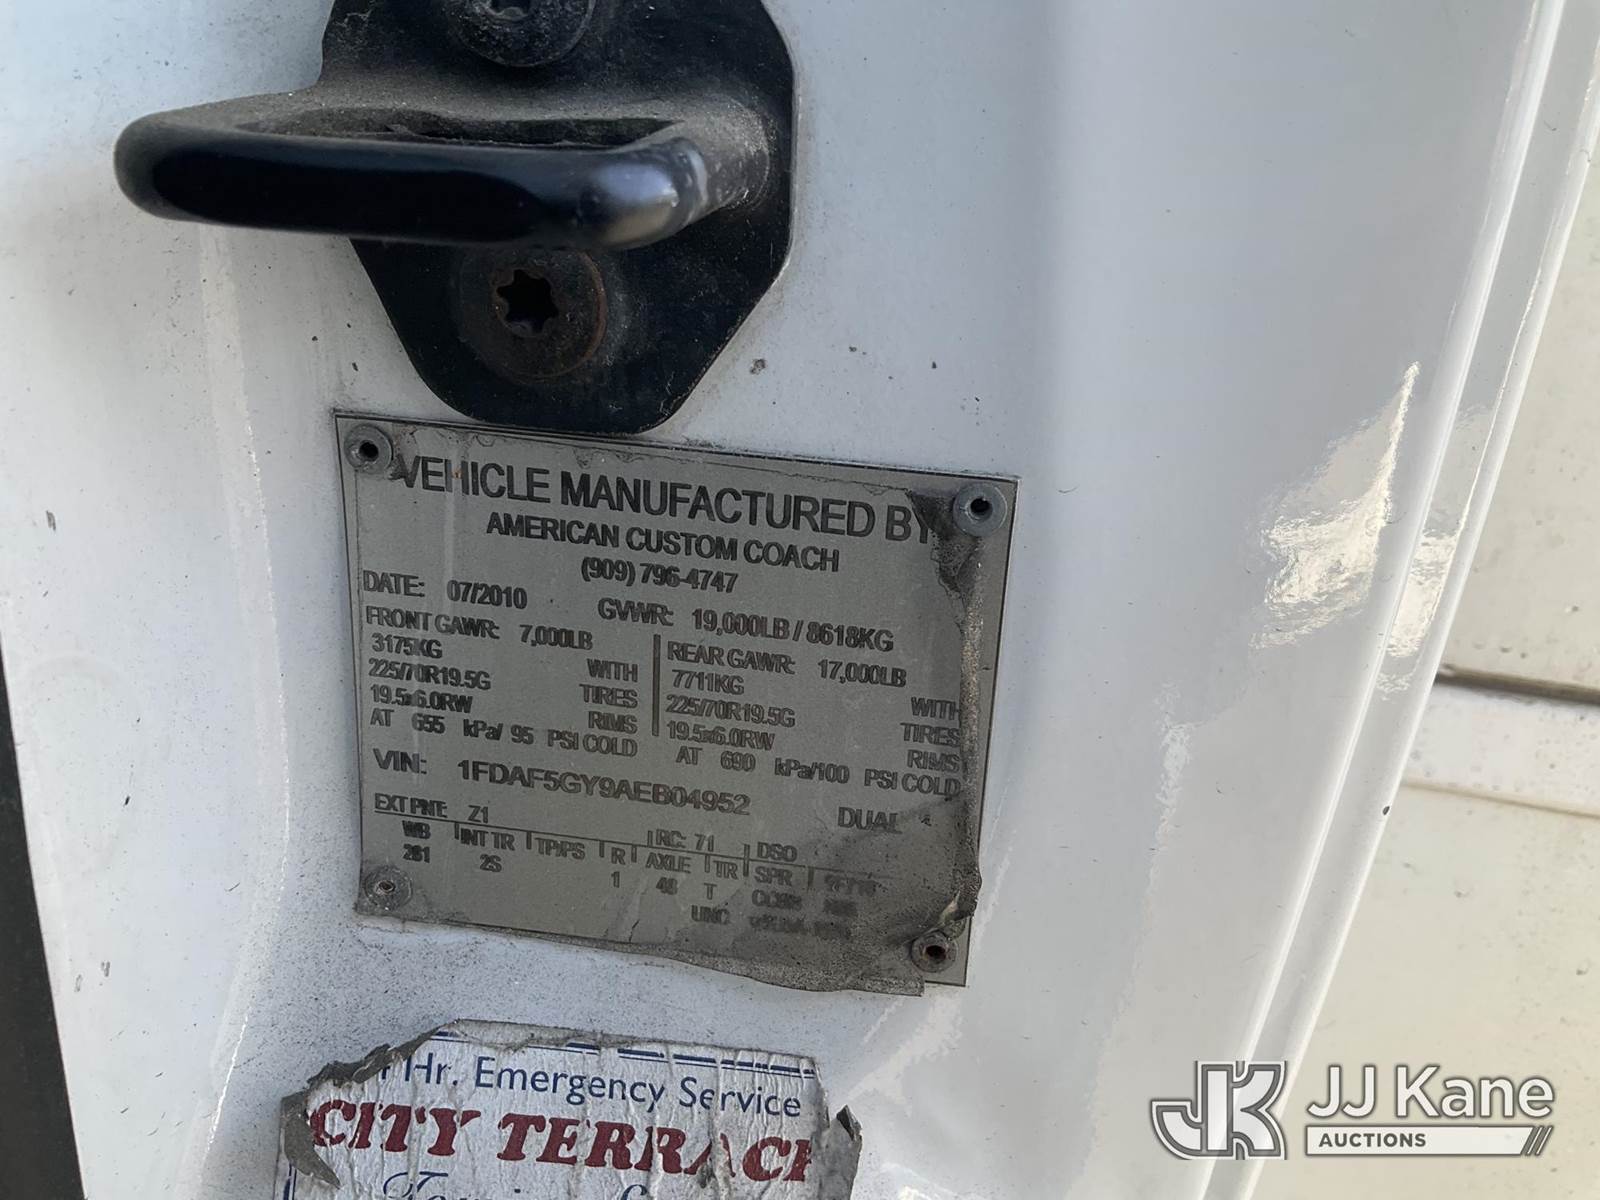 VEHICLE MANUFACTURED BY
AMERICAN CUSTOM COACH
(909) 796-4747
DATE: 07/2010 GVWR: 19,000LB / 8618KG
FRONT GAWR: 7,000LB REAR GAWR: 17,000LB
3175KG WITH 7711KG WITH
225/70R19.5G TIRES 225/70R19.5G TIRES
19.5x6.0RW RIMS 19.5x6.0RW RIMS
AT 655 kPa/ 95 PSI COLD AT 690 kPa/100 PSI COLD
VIN: 1FDAF5GY9AEB04952 DUAL
EXT PNT: Z1 RC: 71 DSO
WB INT TR TP/PS R AXLE TR SPR
2S 1 48 T
UNC
Hr. Emergency Service
CITY TERRACE
JJ Kane
AUCTIONS